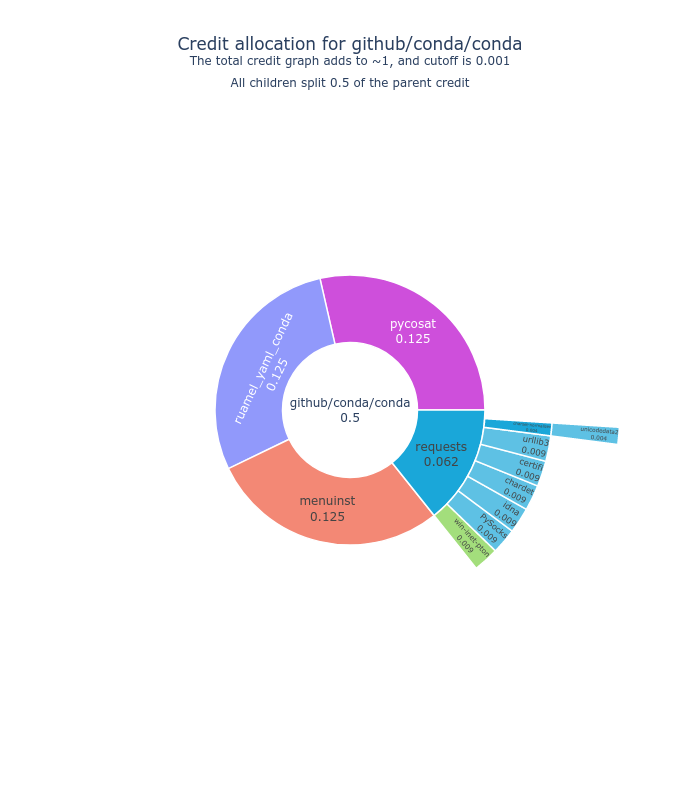 Credit allocation for github/conda/conda
The total credit graph adds to ~1, and cutoff is 0.001
All children split 0.5 of the parent credit
pycosat
0.125
ruamel_yaml_conda
0.125
github/conda/conda
0.5
requests
0.062
menuinst
0.125
unicodedata2
0.004
urllib3
0.009
certifi
0.009
chardet
0.009
idna
0.009
PySocks
0.009
win-inet-pton
0.009